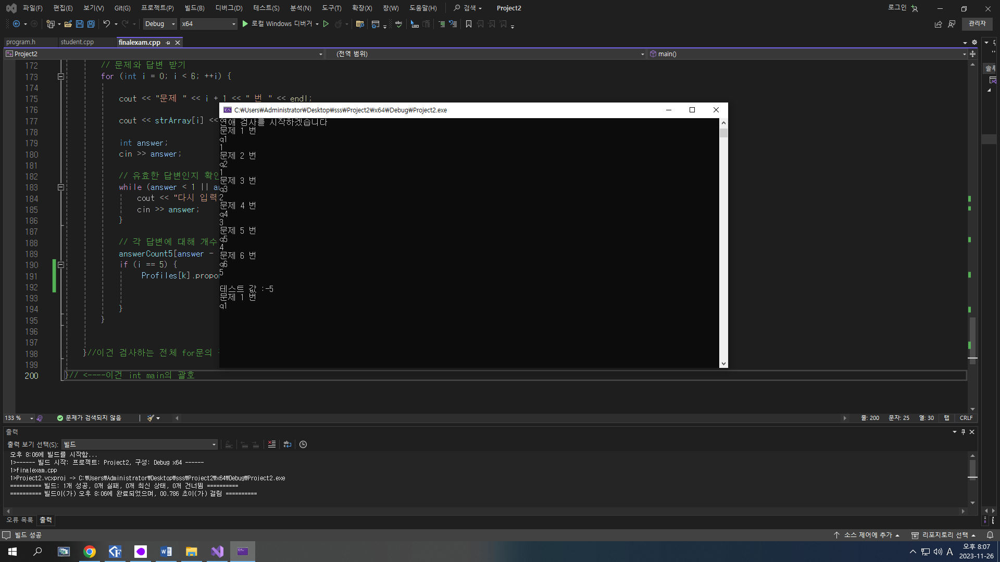 파일(F) 편집(E) 보기(V) Git(G) 프로젝트(P) 빌드(B) 디버그(D) 테스트(S) 분석(N) 도구(T) 확장(X) 창(W) 도움말(H) 검색 Project2 로그인
Debug x64 로컬 Windows 디버거 관리자
program.h student.cpp finalexam.cpp
Project2 (전역 범위) main()
솔루
172 // 문제와 답변 받기
173 for (int i = 0; i < 6; ++i) {
174
175 cout << "문제 " << i + 1 << " 번 " << endl;
176
177 cout << strArray[i] <<
178
179 int answer;
180 cin >> answer;
181
182 // 유효한 답변인지 확인
183 while (answer < 1 || an
184 cout << "다시 입력
185 cin >> answer;
186 }
187
188 // 각 답변에 대해 개수
189 answerCount5[answer -
190 if (i == 5) {
191 Profiles[k].propo
192
193
194 }
195 }
196
197
198 }//이건 검사하는 전체 for문의
199
200 }// <----이건 int main의 괄호
C:₩Users₩Administrator₩Desktop₩sss₩Project2₩x64₩Debug₩Project2.exe
연애 검사를 시작하겠습니다
문제 1 번
q1
1
문제 2 번
q2
1
문제 3 번
q3
2
문제 4 번
q4
3
문제 5 번
q5
4
문제 6 번
q6
5
테스트 값 :-5
문제 1 번
q1
133 % 문제가 검색되지 않음 줄: 200 문자: 25 열: 30 탭 CRLF
출력
출력 보기 선택(S): 빌드
오후 8:06에 빌드를 시작함...
1>------ 빌드 시작: 프로젝트: Project2, 구성: Debug x64 ------
1>finalexam.cpp
1>Project2.vcxproj -> C:₩Users₩Administrator₩Desktop₩sss₩Project2₩x64₩Debug₩Project2.exe
========== 빌드: 1개 성공, 0개 실패, 0개 최신 상태, 0개 건너뜀 ==========
========== 빌드이(가) 오후 8:06에 완료되었으며, 00.786 초이(가) 걸림 ==========
오류 목록 출력
빌드 성공 소스 제어에 추가 리포지토리 선택
A 오후 8:07
2023-11-26